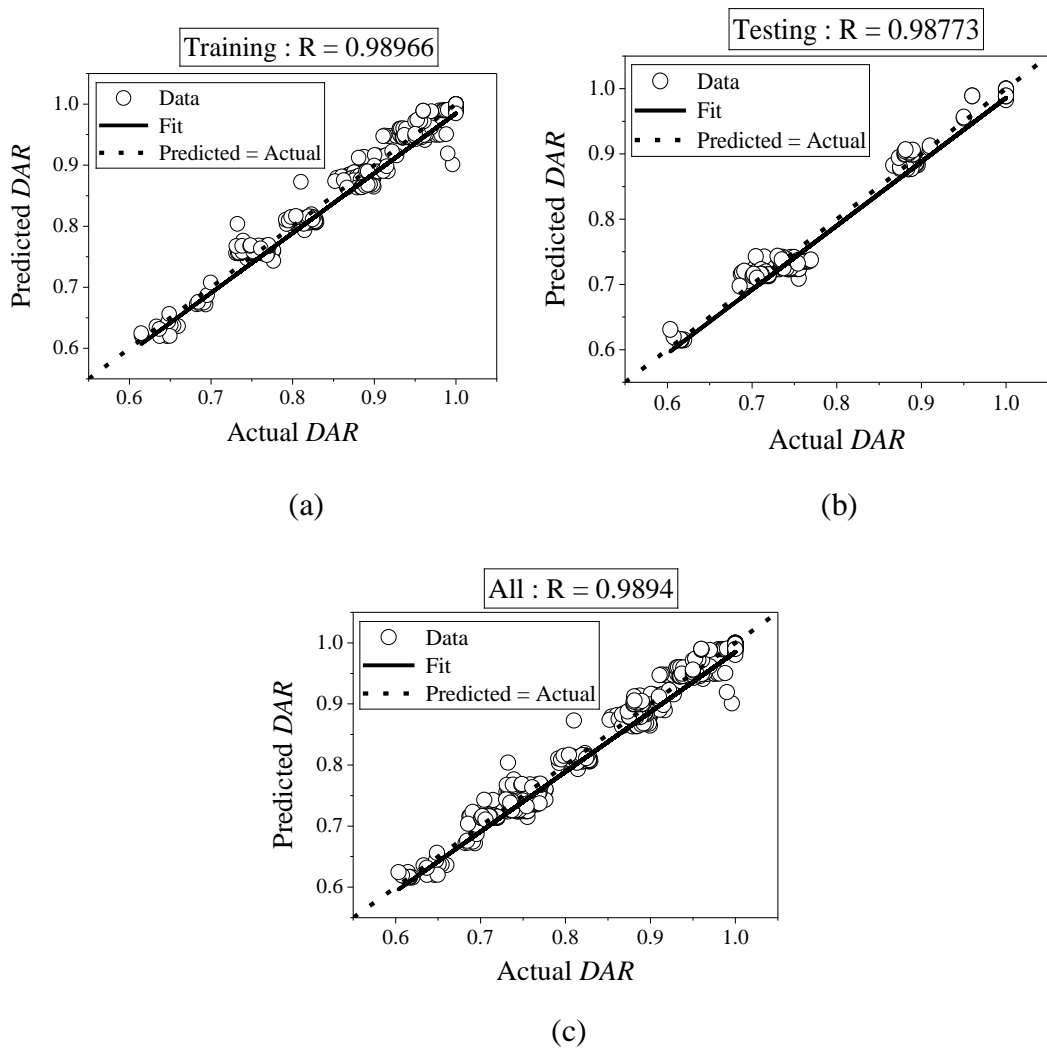 Training : R = 0.98966
Data
Fit
Predicted = Actual
1.0
0.9
0.8
0.7
0.6
Predicted DAR
0.6 0.7 0.8 0.9 1.0
Actual DAR
(a)
Testing : R = 0.98773
Data
Fit
Predicted = Actual
1.0
0.9
0.8
0.7
0.6
Predicted DAR
0.6 0.7 0.8 0.9 1.0
Actual DAR
(b)
All : R = 0.9894
Data
Fit
Predicted = Actual
1.0
0.9
0.8
0.7
0.6
Predicted DAR
0.6 0.7 0.8 0.9 1.0
Actual DAR
(c)